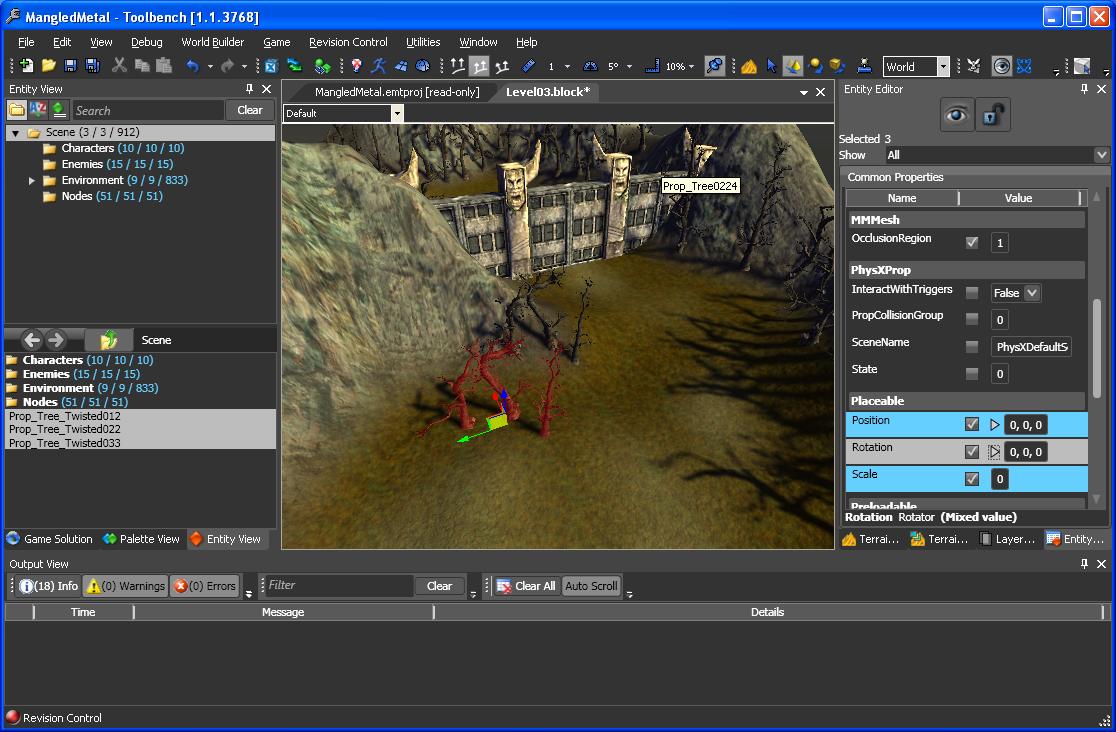 MangledMetal - Toolbench [1.1.3768]
File Edit View Debug World Builder Game Revision Control Utilities Window Help
1 5° 10% World
Entity View
Search Clear
Scene (3 / 3 / 912)
Characters (10 / 10 / 10)
Enemies (15 / 15 / 15)
Environment (9 / 9 / 833)
Nodes (51 / 51 / 51)
Scene
Characters (10 / 10 / 10)
Enemies (15 / 15 / 15)
Environment (9 / 9 / 833)
Nodes (51 / 51 / 51)
Prop_Tree_Twisted012
Prop_Tree_Twisted022
Prop_Tree_Twisted033
Game Solution Palette View Entity View
MangledMetal.emtproj [read-only] Level03.block*
Default
Prop_Tree0224
Entity Editor
Selected 3
Show All
Common Properties
Name Value
MMMesh
OcclusionRegion 1
PhysXProp
InteractWithTriggers False
PropCollisionGroup 0
SceneName PhysXDefaultS
State 0
Placeable
Position 0, 0, 0
Rotation 0, 0, 0
Scale 0
Preloadable
Rotation Rotator (Mixed value)
Terrai... Terrai... Layer... Entity...
Output View
(18) Info (0) Warnings (0) Errors Filter Clear Clear All Auto Scroll
Time Message Details
Revision Control